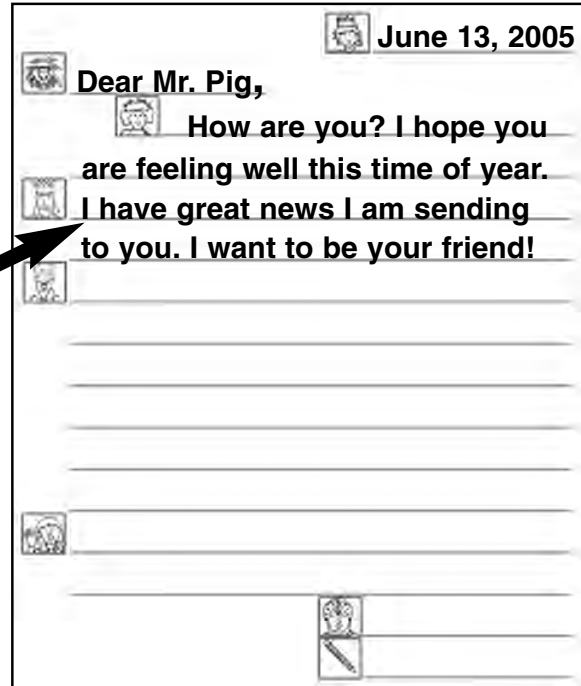 June 13, 2005
Dear Mr. Pig,
How are you? I hope you
are feeling well this time of year.
I have great news I am sending
to you. I want to be your friend!